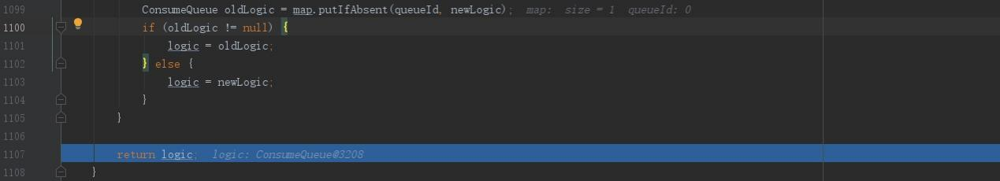 1099 ConsumeQueue oldLogic = map.putIfAbsent(queueId, newLogic); map: size = 1 queueId: 0
1100 if (oldLogic != null) {
1101 logic = oldLogic;
1102 } else {
1103 logic = newLogic;
1104 }
1105 }
1106
1107 return logic; logic: ConsumeQueue@3208
1108 }